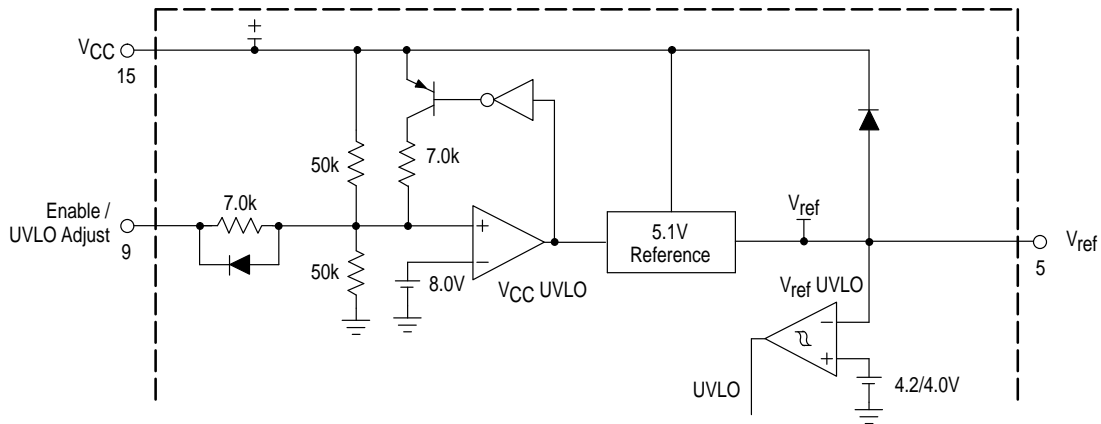 +
VCC
15
50k
7.0k
Enable /
UVLO Adjust
9
7.0k
50k
+
–
8.0V
VCC UVLO
5.1V
Reference
Vref
Vref
5
Vref UVLO
–
+
4.2/4.0V
UVLO